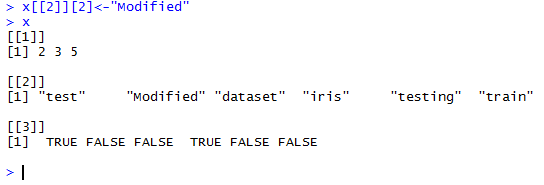 > x[[2]][2]<-"Modified"
> x
[[1]]
[1] 2 3 5
[[2]]
[1] "test"     "Modified" "dataset"  "iris"     "testing"  "train"
[[3]]
[1]  TRUE FALSE FALSE  TRUE FALSE FALSE
>